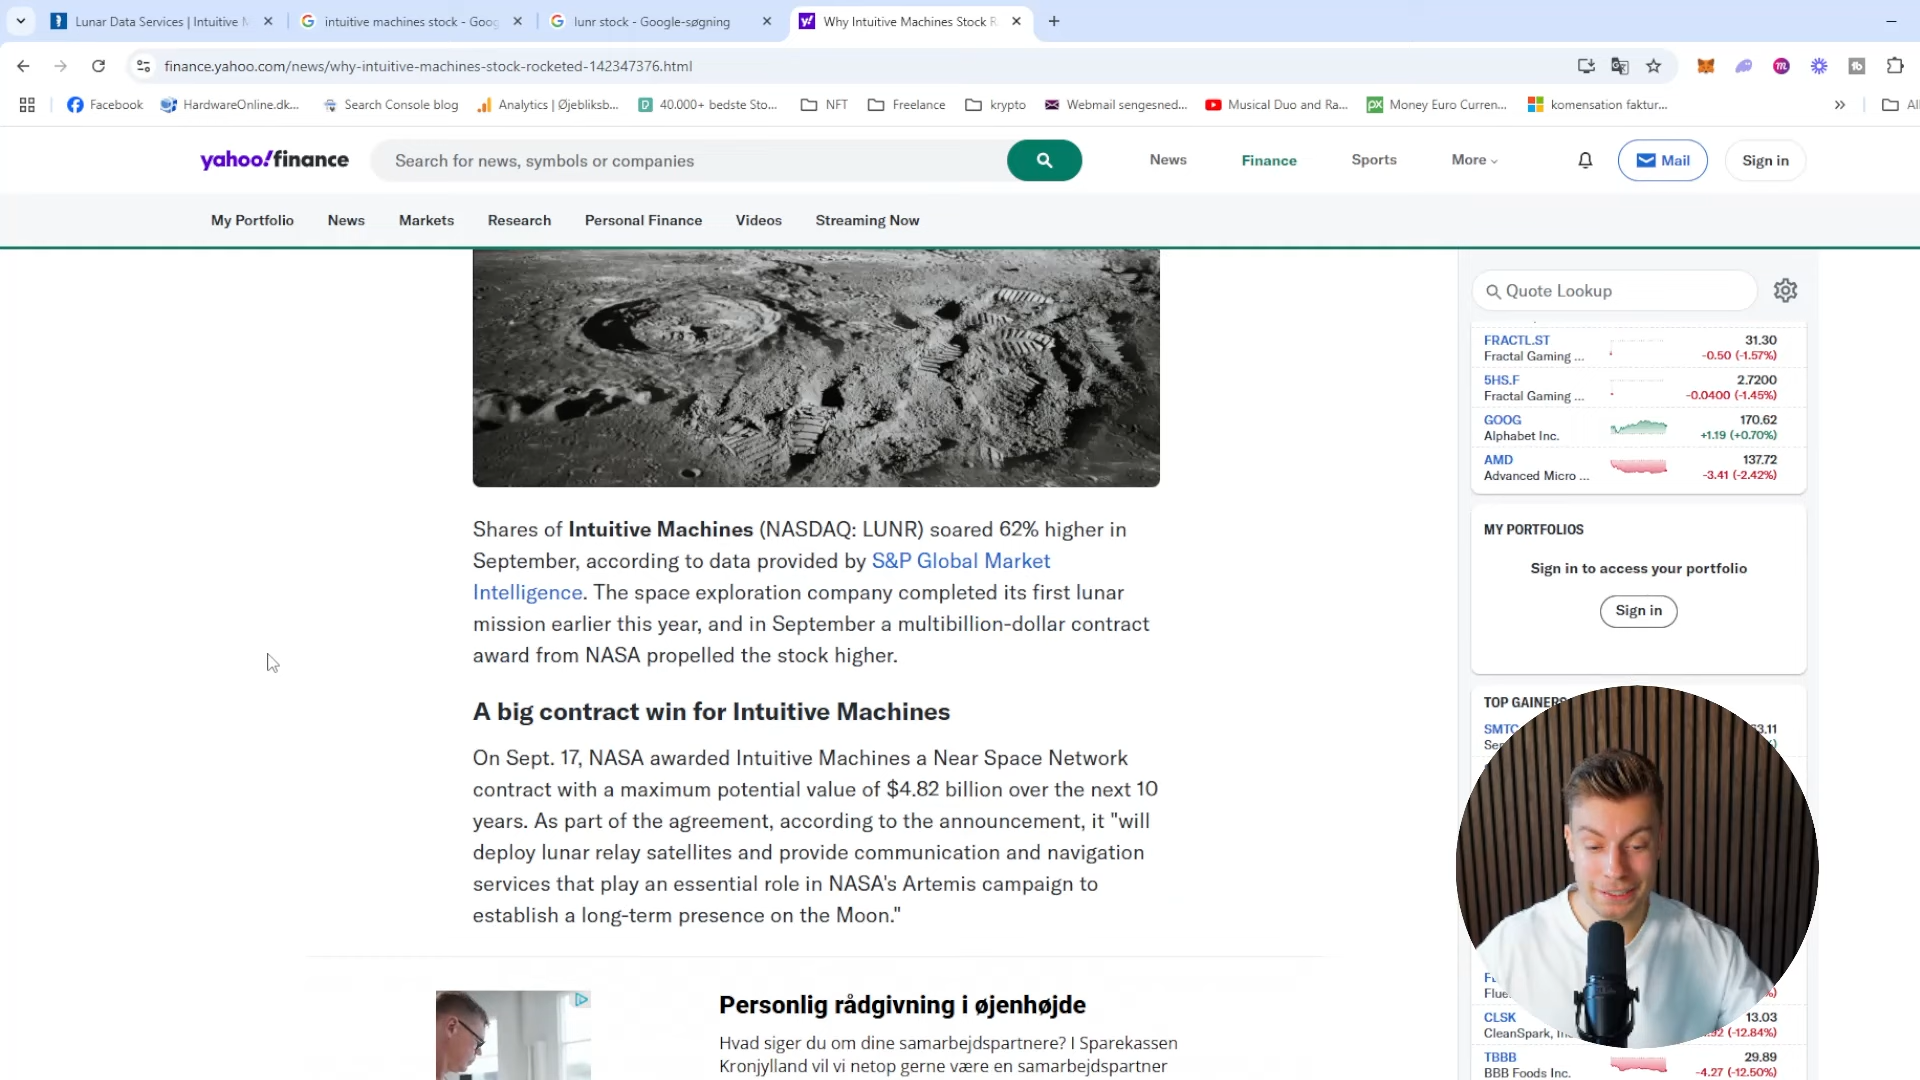 Lunar Data Services | Intuitive M
intuitive machines stock - Goog
lunr stock - Google-søgning
Why Intuitive Machines Stock R
finance.yahoo.com/news/why-intuitive-machines-stock-rocketed-142347376.html
Facebook
HardwareOnline.dk...
Search Console blog
Analytics | Øjebliksb...
40.000+ bedste Sto...
NFT
Freelance
krypto
Webmail sengesned...
Musical Duo and Ra...
Money Euro Curren...
komensation faktur...
»
yahoo!finance
Search for news, symbols or companies
News
Finance
Sports
More
Mail
Sign in
My Portfolio
News
Markets
Research
Personal Finance
Videos
Streaming Now
Shares of Intuitive Machines (NASDAQ: LUNR) soared 62% higher in
September, according to data provided by S&P Global Market
Intelligence. The space exploration company completed its first lunar
mission earlier this year, and in September a multibillion-dollar contract
award from NASA propelled the stock higher.
A big contract win for Intuitive Machines
On Sept. 17, NASA awarded Intuitive Machines a Near Space Network
contract with a maximum potential value of $4.82 billion over the next 10
years. As part of the agreement, according to the announcement, it "will
deploy lunar relay satellites and provide communication and navigation
services that play an essential role in NASA's Artemis campaign to
establish a long-term presence on the Moon."
Personlig rådgivning i øjenhøjde
Hvad siger du om dine samarbejdspartnere? I Sparekassen
Kronjylland vil vi netop gerne være en samarbejdspartner
Quote Lookup
FRACTL.ST 31.30
Fractal Gaming ... -0.50 (-1.57%)
5HS.F 2.7200
Fractal Gaming ... -0.0400 (-1.45%)
GOOG 170.62
Alphabet Inc. +1.19 (+0.70%)
AMD 137.72
Advanced Micro ... -3.41 (-2.42%)
MY PORTFOLIOS
Sign in to access your portfolio
Sign in
TOP GAINERS
SMTC
CLSK 13.03
CleanSpark, (-12.84%)
TBBB 29.89
BBB Foods Inc. -4.27 (-12.50%)